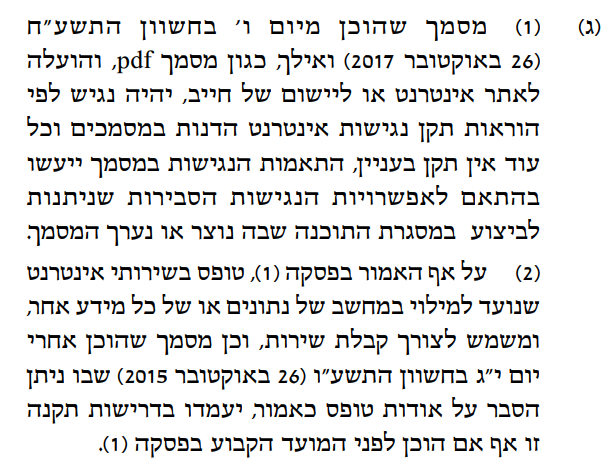 (ג) (1) מסמך שהוכן מיום ו׳ בחשוון התשע״ח
(26 באוקטובר 2017) ואילך, כגון מסמך pdf, והועלה
לאתר אינטרנט או ליישום של חייב, יהיה נגיש לפי
הוראות תקן נגישות אינטרנט הדנות במסמכים וכל
עוד אין תקן בעניין, התאמות הנגישות במסמך ייעשו
בהתאם לאפשרויות הנגישות הסבירות שניתנות
לביצוע במסגרת התוכנה שבה נוצר או נערך המסמך.
(2) על אף האמור בפסקה (1), טופס בשירותי אינטרנט
שנועד למילוי במחשב של נתונים או של כל מידע אחר,
ומשמש לצורך קבלת שירות, וכן מסמך שהוכן אחרי
יום י״ג בחשוון התשע״ו (26 באוקטובר 2015) שבו ניתן
הסבר על אודות טופס כאמור, יעמדו בדרישות תקנה
זו אף אם הוכן לפני המועד הקבוע בפסקה (1).